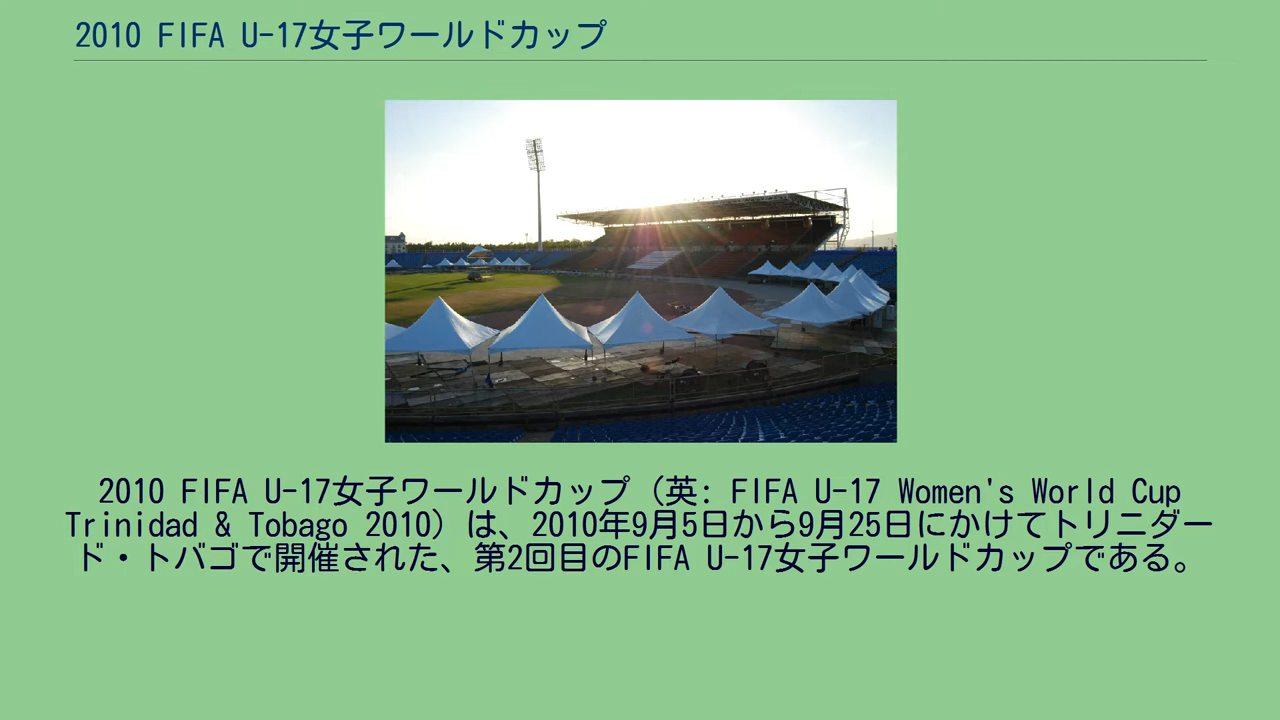 2010 FIFA U-17女子ワールドカップ
2010 FIFA U-17女子ワールドカップ（英: FIFA U-17 Women's World Cup
Trinidad & Tobago 2010）は、2010年9月5日から9月25日にかけてトリニダー
ド・トバゴで開催された、第2回目のFIFA U-17女子ワールドカップである。